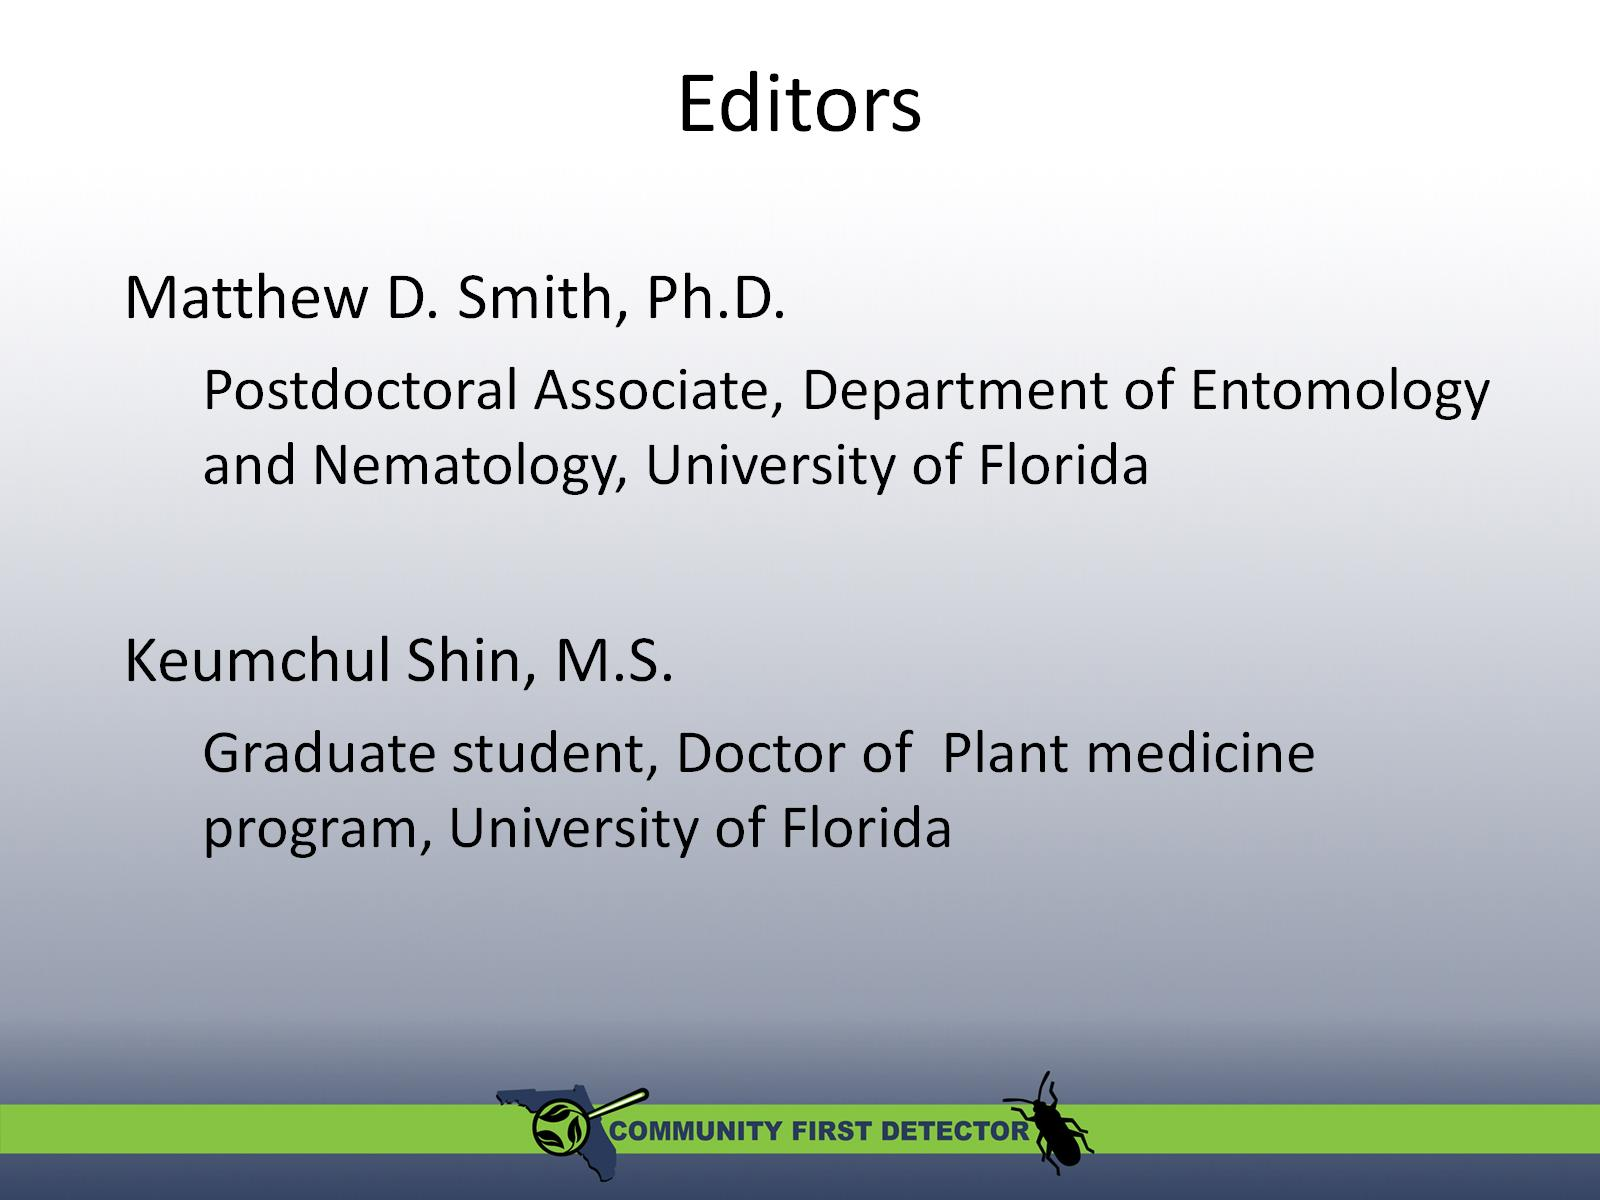 Editors
Matthew D. Smith, Ph.D.
Postdoctoral Associate, Department of Entomology
and Nematology, University of Florida
Keumchul Shin, M.S.
Graduate student, Doctor of  Plant medicine
program, University of Florida
COMMUNITY FIRST DETECTOR